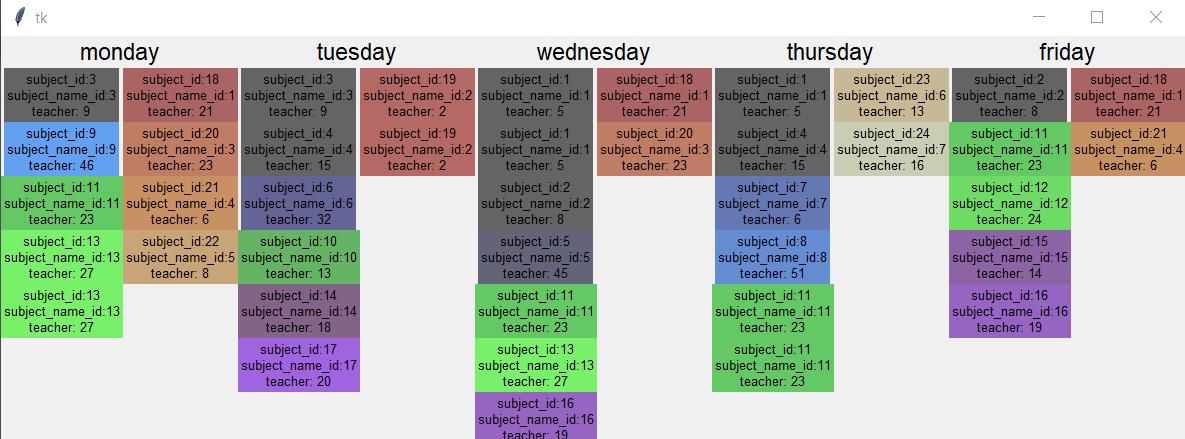 tk
monday
tuesday
wednesday
thursday
friday
subject_id:3
subject_name_id:3
teacher: 9
subject_id:9
subject_name_id:9
teacher: 46
subject_id:11
subject_name_id:11
teacher: 23
subject_id:13
subject_name_id:13
teacher: 27
subject_id:13
subject_name_id:13
teacher: 27
subject_id:18
subject_name_id:1
teacher: 21
subject_id:20
subject_name_id:3
teacher: 23
subject_id:21
subject_name_id:4
teacher: 6
subject_id:22
subject_name_id:5
teacher: 8
subject_id:3
subject_name_id:3
teacher: 9
subject_id:4
subject_name_id:4
teacher: 15
subject_id:6
subject_name_id:6
teacher: 32
subject_id:10
subject_name_id:10
teacher: 13
subject_id:14
subject_name_id:14
teacher: 18
subject_id:17
subject_name_id:17
teacher: 20
subject_id:19
subject_name_id:2
teacher: 2
subject_id:19
subject_name_id:2
teacher: 2
subject_id:1
subject_name_id:1
teacher: 5
subject_id:1
subject_name_id:1
teacher: 5
subject_id:2
subject_name_id:2
teacher: 8
subject_id:5
subject_name_id:5
teacher: 45
subject_id:11
subject_name_id:11
teacher: 23
subject_id:13
subject_name_id:13
teacher: 27
subject_id:16
subject_name_id:16
teacher: 19
subject_id:18
subject_name_id:1
teacher: 21
subject_id:20
subject_name_id:3
teacher: 23
subject_id:1
subject_name_id:1
teacher: 5
subject_id:4
subject_name_id:4
teacher: 15
subject_id:7
subject_name_id:7
teacher: 6
subject_id:8
subject_name_id:8
teacher: 51
subject_id:11
subject_name_id:11
teacher: 23
subject_id:11
subject_name_id:11
teacher: 23
subject_id:23
subject_name_id:6
teacher: 13
subject_id:24
subject_name_id:7
teacher: 16
subject_id:2
subject_name_id:2
teacher: 8
subject_id:11
subject_name_id:11
teacher: 23
subject_id:12
subject_name_id:12
teacher: 24
subject_id:15
subject_name_id:15
teacher: 14
subject_id:16
subject_name_id:16
teacher: 19
subject_id:18
subject_name_id:1
teacher: 21
subject_id:21
subject_name_id:4
teacher: 6